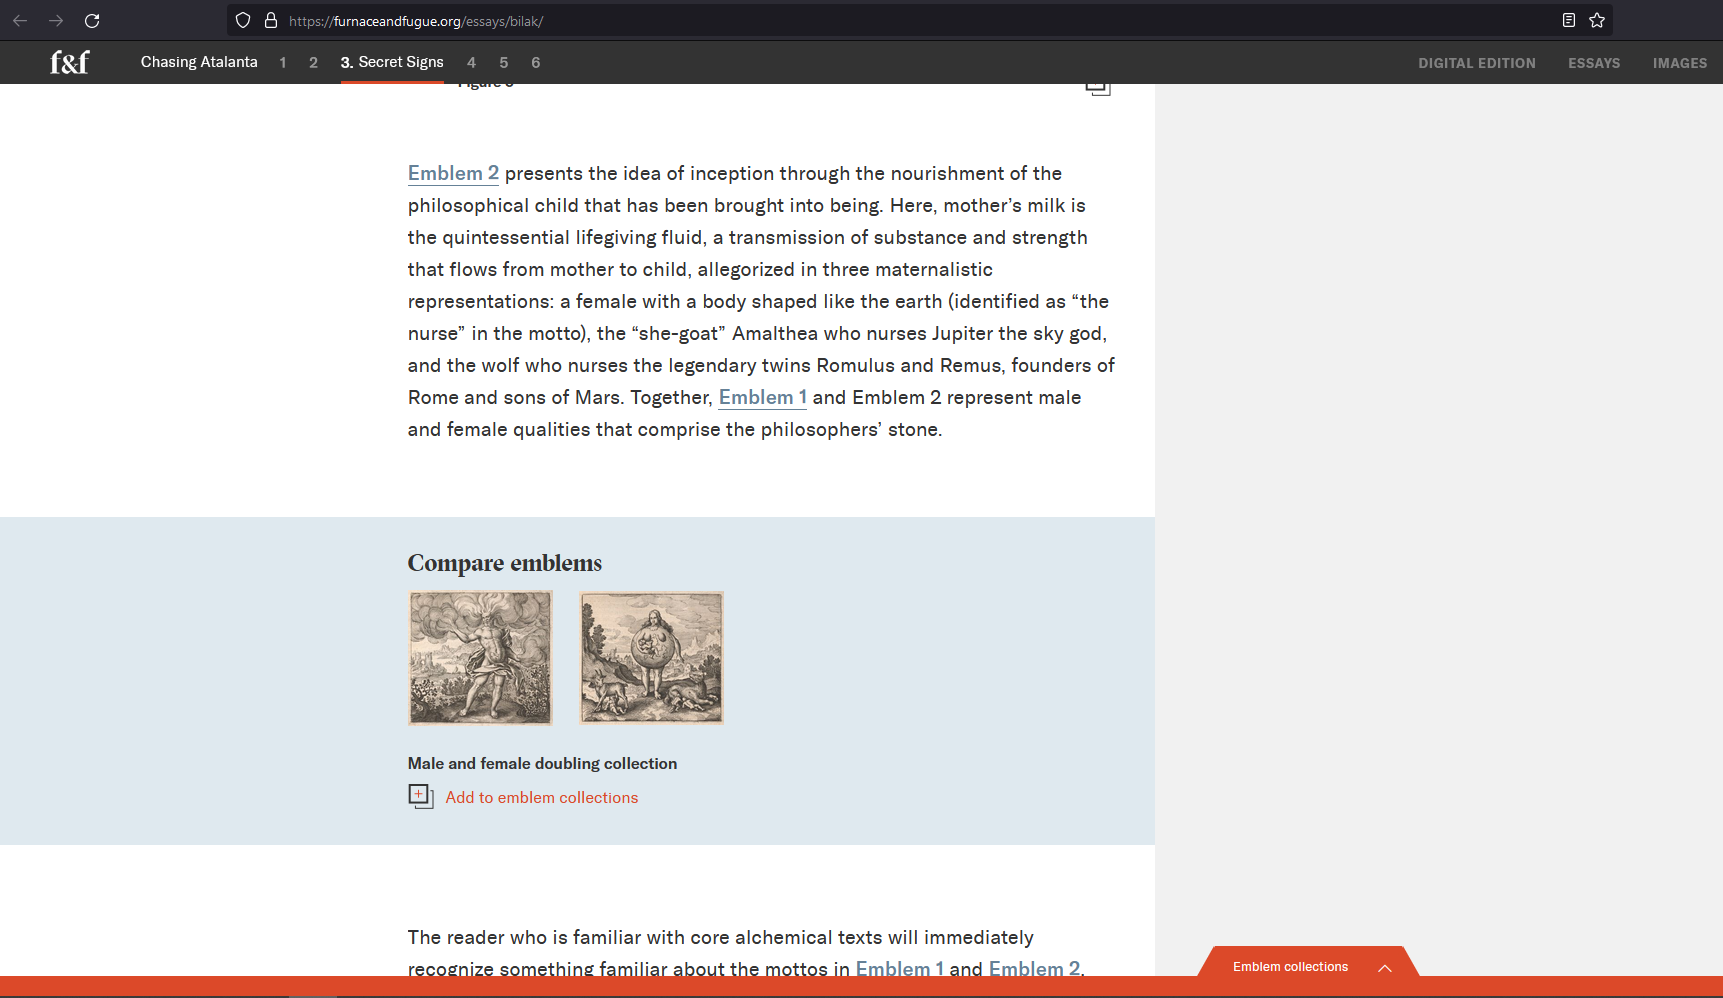 https://furnaceandfugue.org/essays/bilak/
f&f Chasing Atalanta 1 2 3. Secret Signs 4 5 6 DIGITAL EDITION ESSAYS IMAGES
Emblem 2 presents the idea of inception through the nourishment of the
philosophical child that has been brought into being. Here, mother’s milk is
the quintessential lifegiving fluid, a transmission of substance and strength
that flows from mother to child, allegorized in three maternalistic
representations: a female with a body shaped like the earth (identified as “the
nurse” in the motto), the “she-goat” Amalthea who nurses Jupiter the sky god,
and the wolf who nurses the legendary twins Romulus and Remus, founders of
Rome and sons of Mars. Together, Emblem 1 and Emblem 2 represent male
and female qualities that comprise the philosophers’ stone.
Compare emblems
Male and female doubling collection
Add to emblem collections
The reader who is familiar with core alchemical texts will immediately
recognize something familiar about the mottos in Emblem 1 and Emblem 2.
Emblem collections